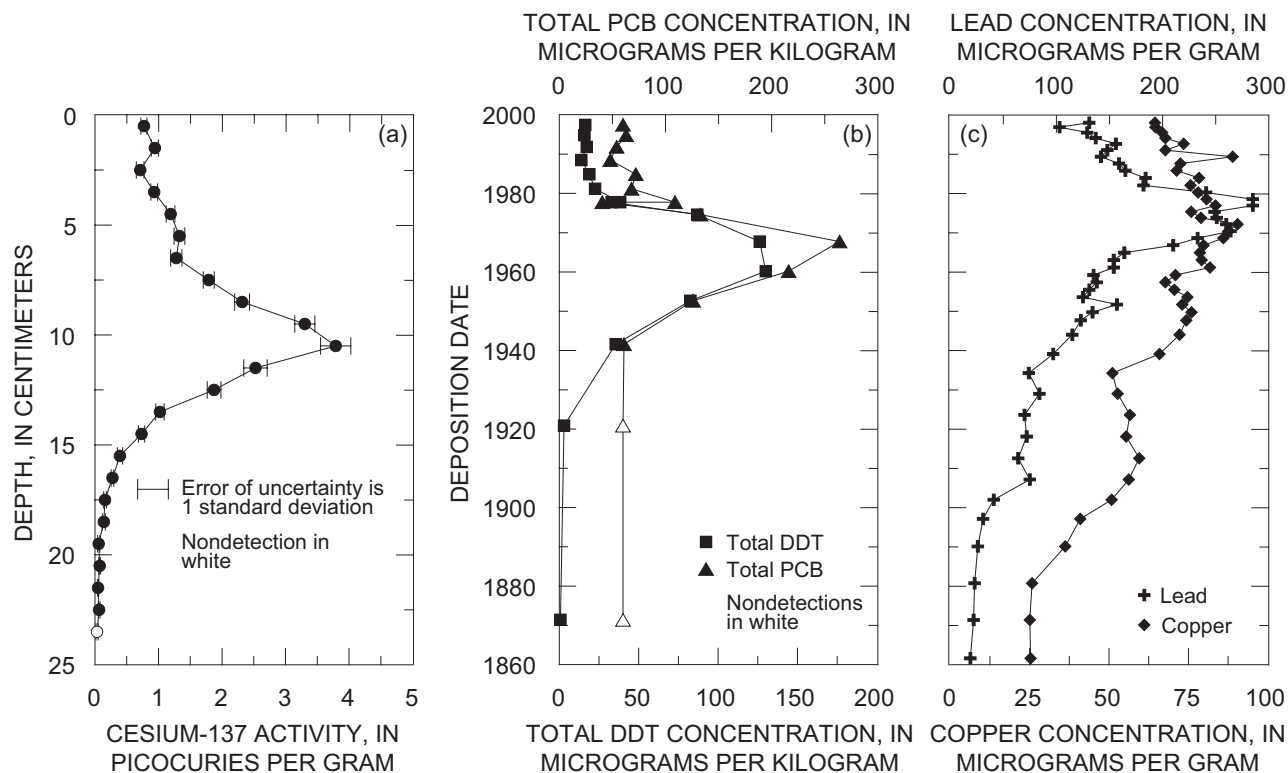 TOTAL PCB CONCENTRATION, IN
MICROGRAMS PER KILOGRAM
0 100 200 300
LEAD CONCENTRATION, IN
MICROGRAMS PER GRAM
0 100 200 300
(a)
0
5
10
15
20
25
DEPTH, IN CENTIMETERS
Error of uncertainty is
1 standard deviation
Nondetection in
white
0 1 2 3 4 5
CESIUM-137 ACTIVITY, IN
PICOCURIES PER GRAM
(b)
2000
1980
1960
1940
1920
1900
1880
1860
DEPOSITION DATE
Total DDT
Total PCB
Nondetections
in white
0 50 100 150 200
TOTAL DDT CONCENTRATION, IN
MICROGRAMS PER KILOGRAM
(c)
Lead
Copper
0 25 50 75 100
COPPER CONCENTRATION, IN
MICROGRAMS PER GRAM